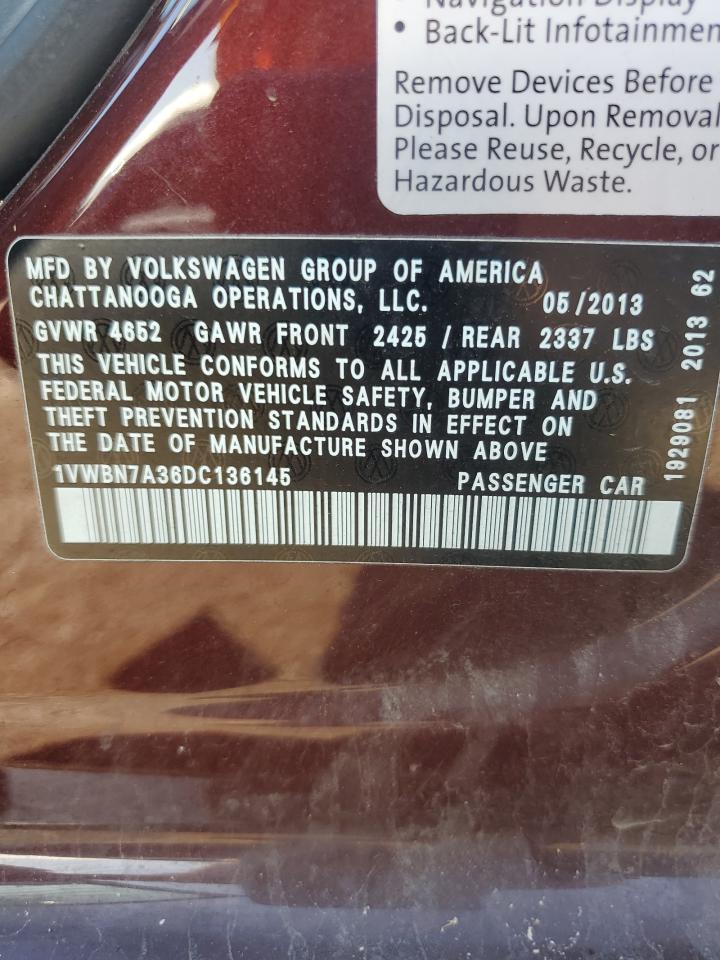 Navigation Display
• Back-Lit Infotainmen
Remove Devices Before
Disposal. Upon Removal
Please Reuse, Recycle, or
Hazardous Waste.
MFD BY VOLKSWAGEN GROUP OF AMERICA
CHATTANOOGA OPERATIONS, LLC. 05/2013
GVWR 4652 GAWR FRONT 2425 / REAR 2337 LBS
THIS VEHICLE CONFORMS TO ALL APPLICABLE U.S.
FEDERAL MOTOR VEHICLE SAFETY, BUMPER AND
THEFT PREVENTION STANDARDS IN EFFECT ON
THE DATE OF MANUFACTURE SHOWN ABOVE
1VWBN7A36DC136145 PASSENGER CAR
1929081 2013 62